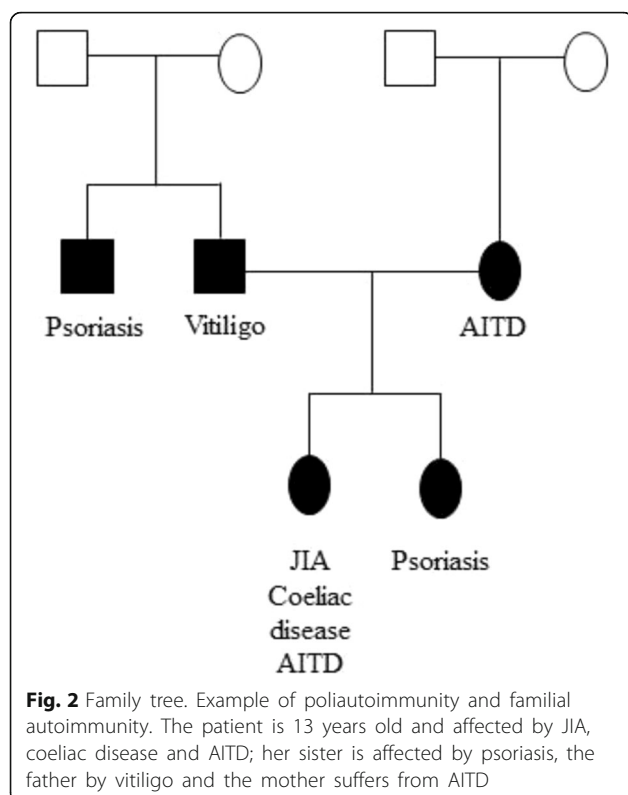 Psoriasis Vitiligo AITD
JIA Psoriasis
Coeliac
disease
AITD
Fig. 2 Family tree. Example of poliautoimmunity and familial
autoimmunity. The patient is 13 years old and affected by JIA,
coeliac disease and AITD; her sister is affected by psoriasis, the
father by vitiligo and the mother suffers from AITD